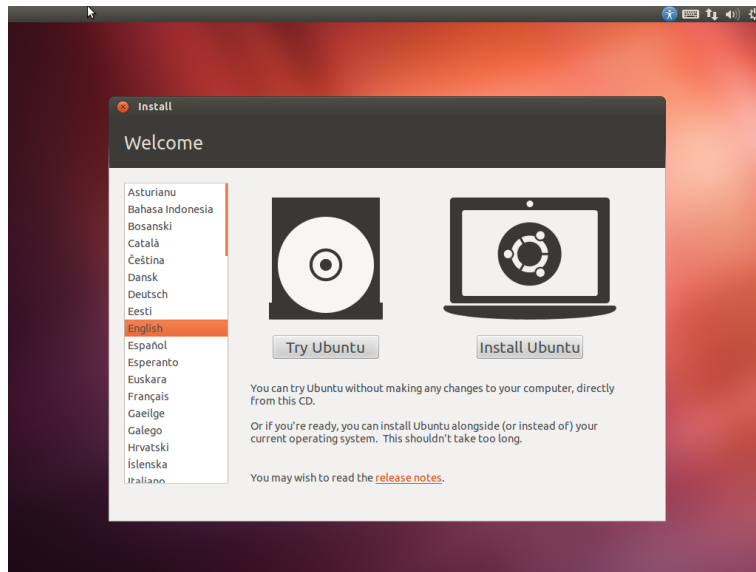 Install
Welcome
Asturianu
Bahasa Indonesia
Bosanski
Català
Čeština
Dansk
Deutsch
Eesti
English
Español
Esperanto
Euskara
Français
Gaeilge
Galego
Hrvatski
Íslenska
Italiano
Try Ubuntu
Install Ubuntu
You can try Ubuntu without making any changes to your computer, directly
from this CD.
Or if you're ready, you can install Ubuntu alongside (or instead of) your
current operating system.  This shouldn't take too long.
You may wish to read the release notes.